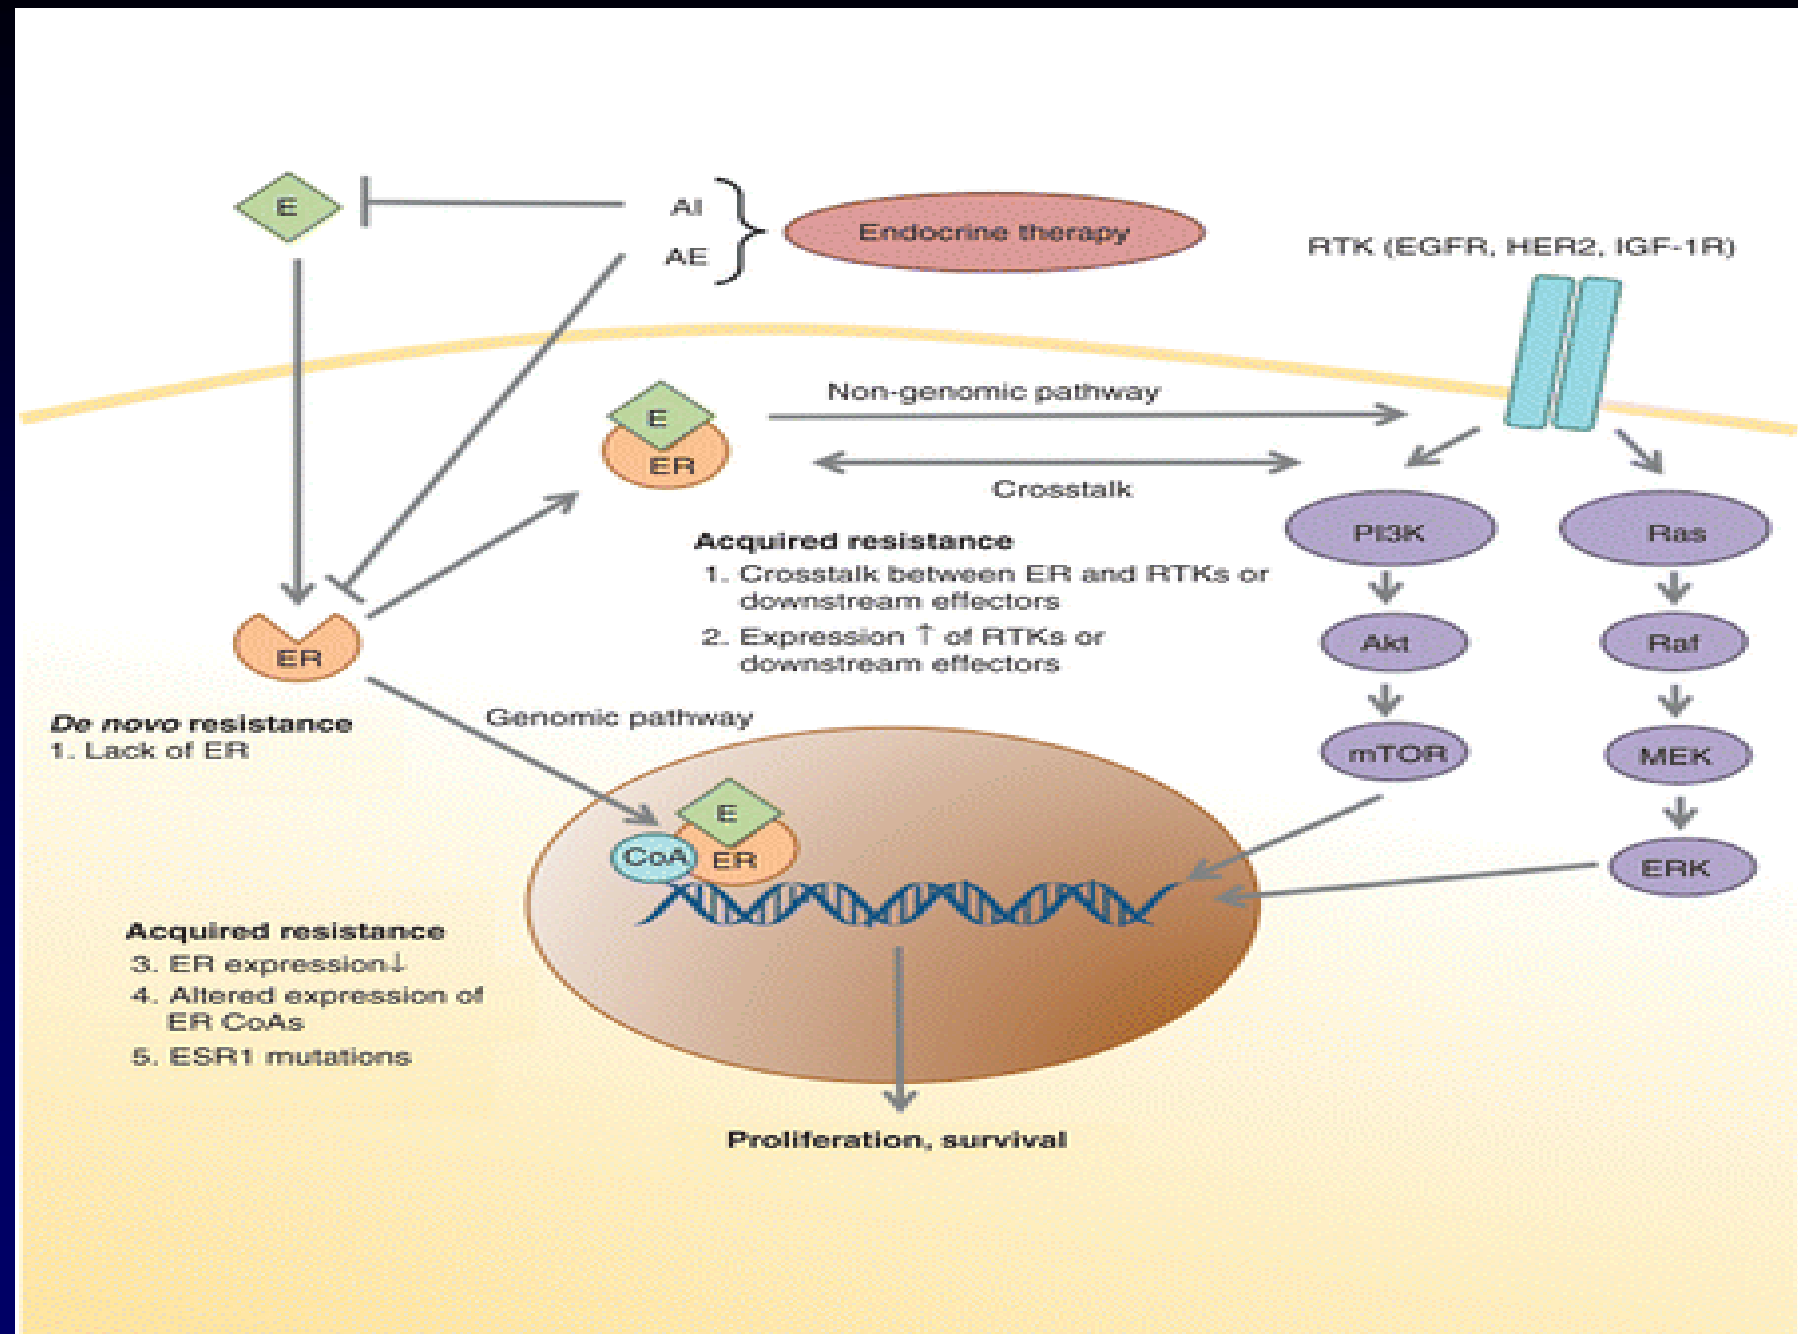 E
AI
AE
Endocrine therapy
RTK (EGFR, HER2, IGF-1R)
Non-genomic pathway
E
ER
Crosstalk
Acquired resistance
1. Crosstalk between ER and RTKs or
downstream effectors
2. Expression ↑ of RTKs or
downstream effectors
PI3K
Ras
Akt
Raf
mTOR
MEK
ERK
ER
De novo resistance
1. Lack of ER
Genomic pathway
E
CoA
ER
Acquired resistance
3. ER expression↓
4. Altered expression of
ER CoAs
5. ESR1 mutations
Proliferation, survival